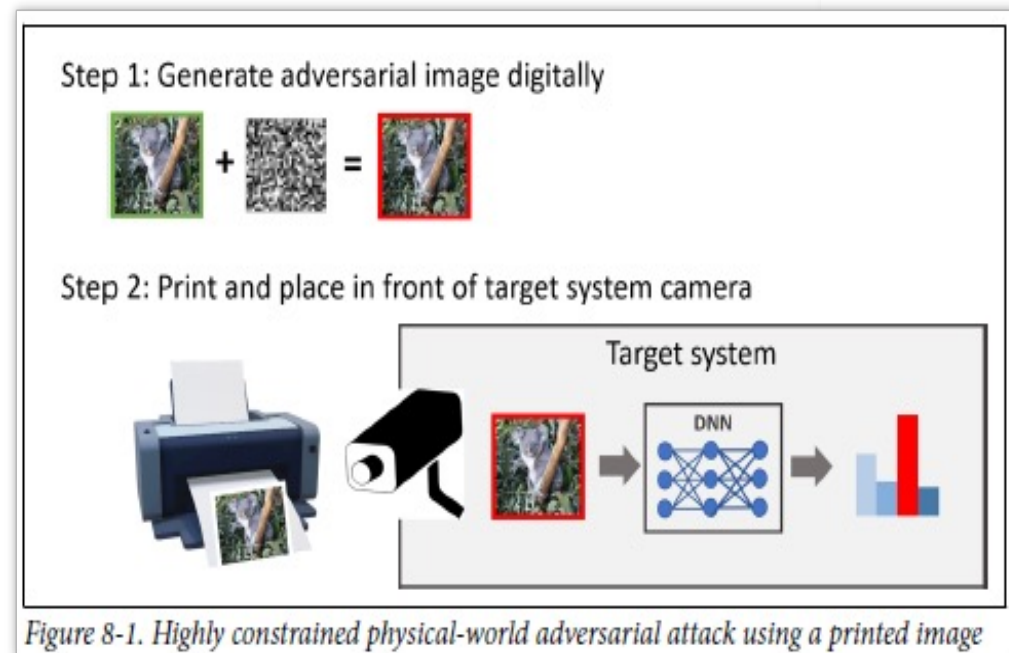 Step 1: Generate adversarial image digitally
+ =
Step 2: Print and place in front of target system camera
Target system
DNN
Figure 8-1. Highly constrained physical-world adversarial attack using a printed image